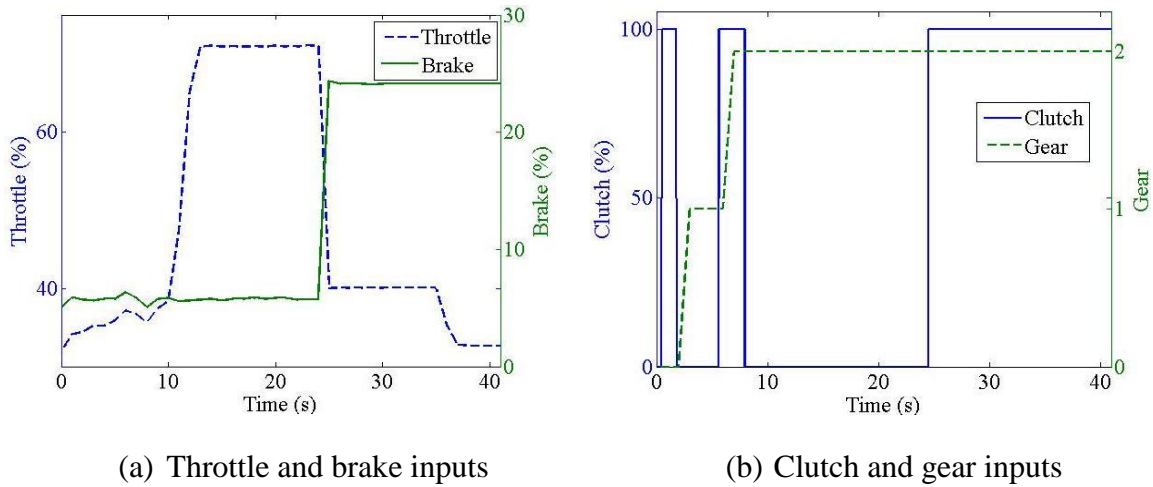 30
20
10
0
Brake (%)
60
40
Throttle (%)
0
10
20
30
40
Time (s)
Throttle
Brake
100
50
0
Clutch (%)
2
1
0
Gear
0
10
20
30
40
Time (s)
Clutch
Gear
(a) Throttle and brake inputs
(b) Clutch and gear inputs